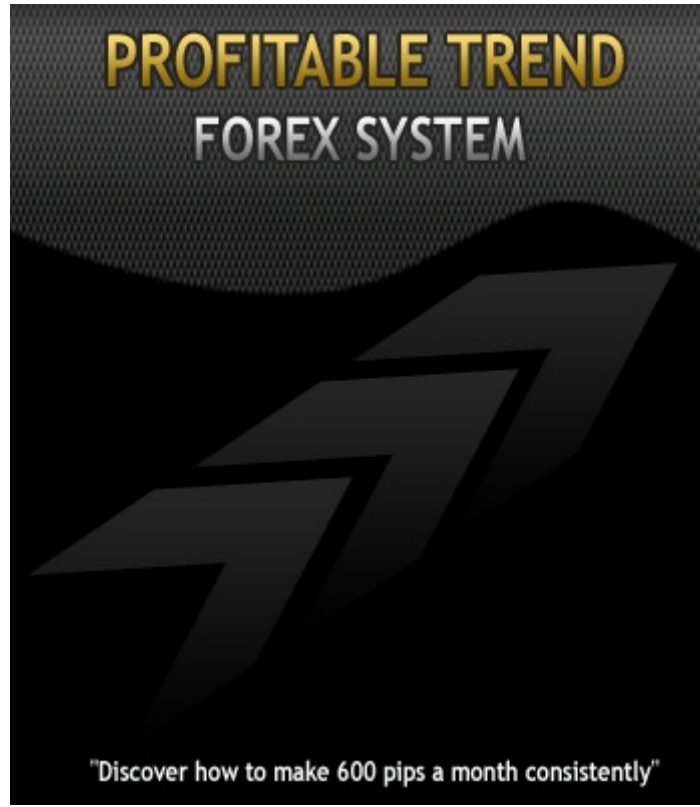 PROFITABLE TREND
FOREX SYSTEM
"Discover how to make 600 pips a month consistently"